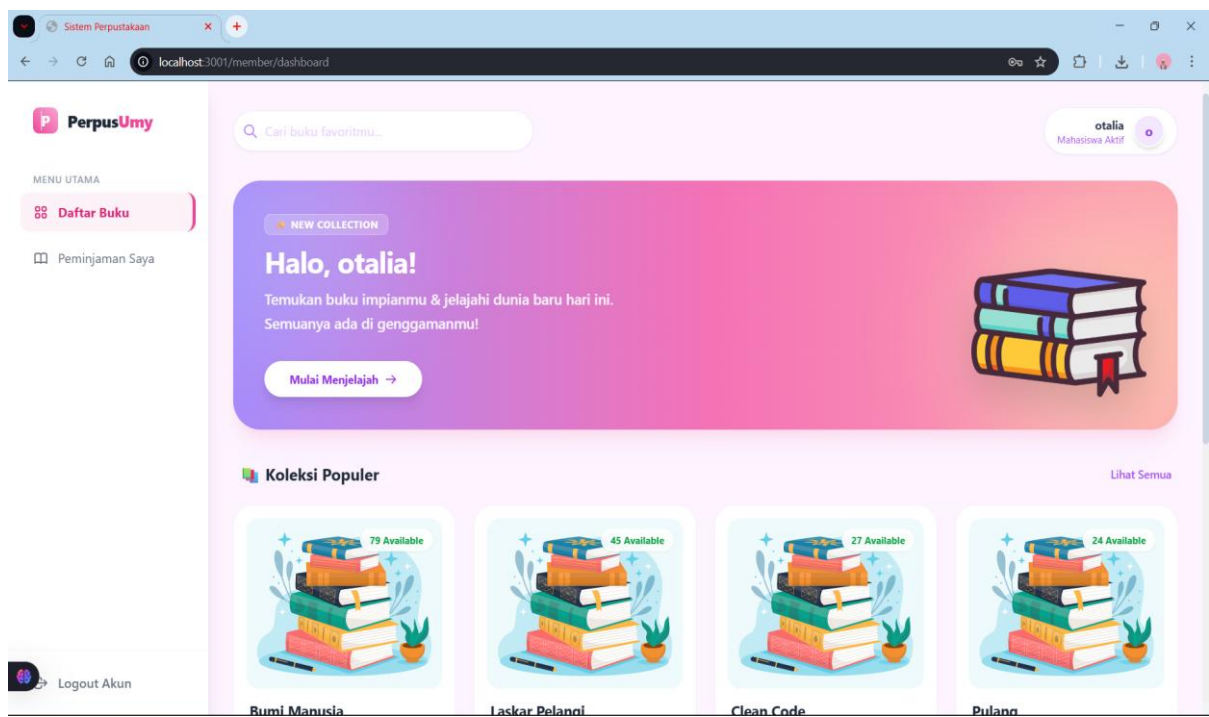 Sistem Perpustakaan
localhost:3001/member/dashboard
P PerpusUmy
Cari buku favoritmu...
otalia
Mahasiswa Aktif
o
MENU UTAMA
Daftar Buku
Peminjaman Saya
NEW COLLECTION
Halo, otalia!
Temukan buku impianmu & jelajahi dunia baru hari ini.
Semuanya ada di genggamanmu!
Mulai Menjelajah →
Koleksi Populer
Lihat Semua
79 Available
45 Available
27 Available
24 Available
Bumi Manusia
Laskar Pelangi
Clean Code
Pulang
Logout Akun